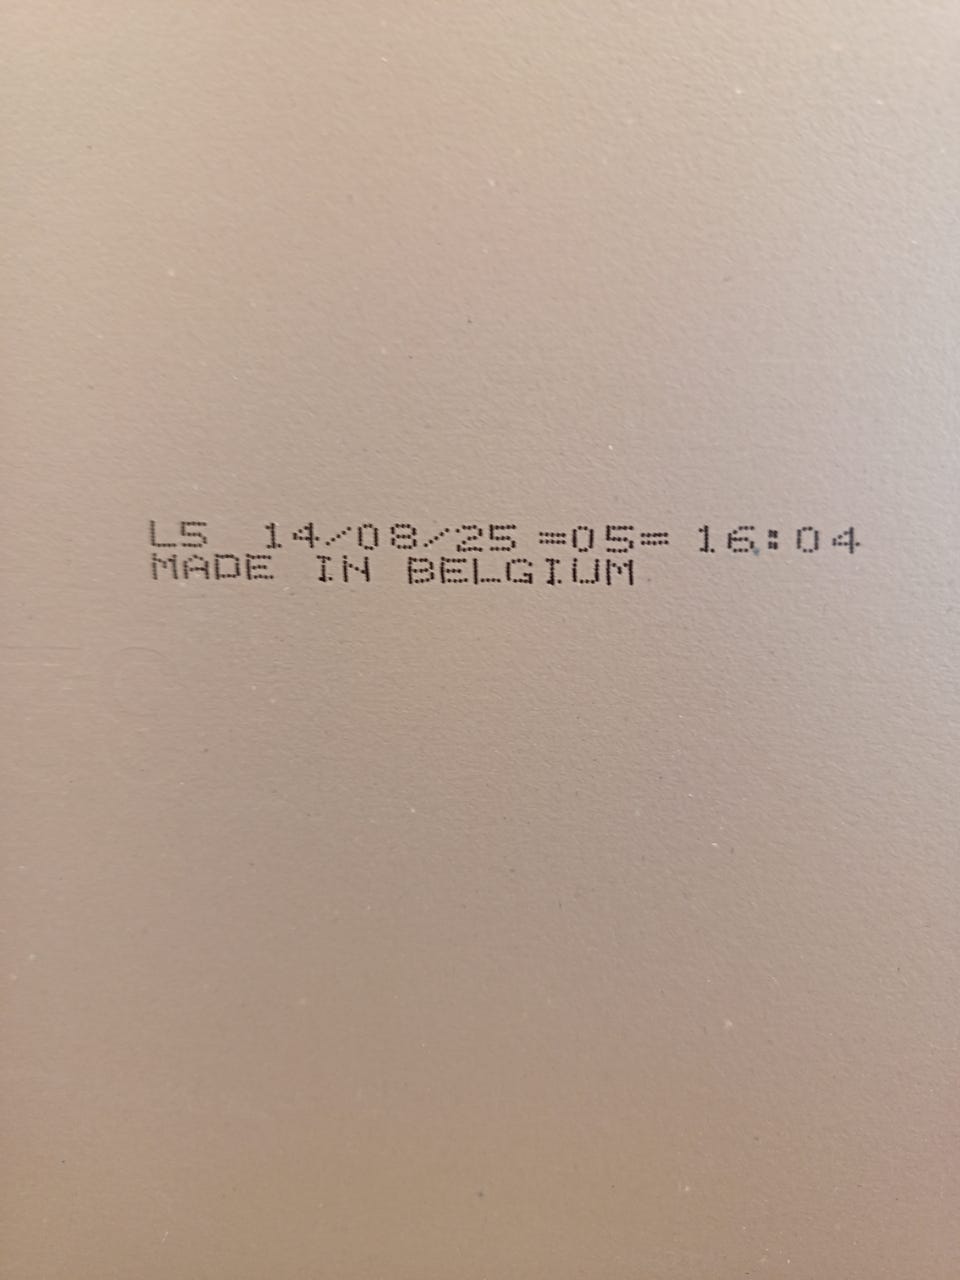 L5 14/08/25 =05= 16:04
MADE IN BELGIUM